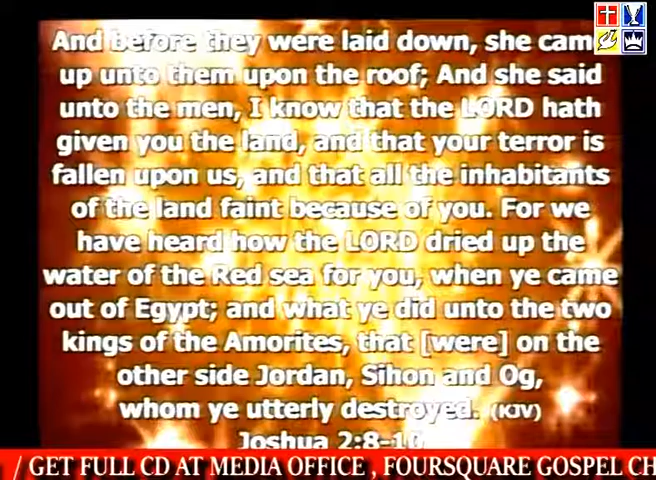 And before they were laid down, she cam
up unto them upon the roof; And she said
unto the men, I know that the LORD hath
given you the land, and that your terror is
fallen upon us, and that all the inhabitants
of the land faint because of you. For we
have heard how the LORD dried up the
water of the Red sea for you, when ye came
out of Egypt; and what ye did unto the two
kings of the Amorites, that [were] on the
other side Jordan, Sihon and Og,
whom ye utterly destroyed. (KJV)
Joshua 2:8-10
/ GET FULL CD AT MEDIA OFFICE , FOURSQUARE GOSPEL CH